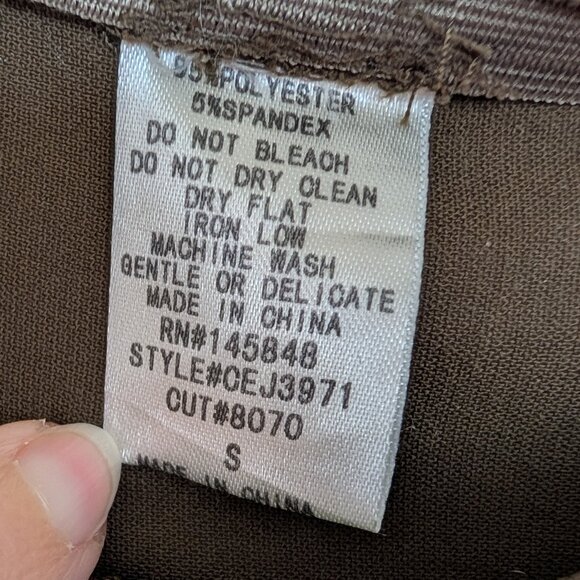 95%POLYESTER
5%SPANDEX
DO NOT BLEACH
DO NOT DRY CLEAN
DRY FLAT
IRON LOW
MACHINE WASH
GENTLE OR DELICATE
MADE IN CHINA
RN#145848
STYLE#CEJ3971
CUT#8070
S
MADE IN CHINA